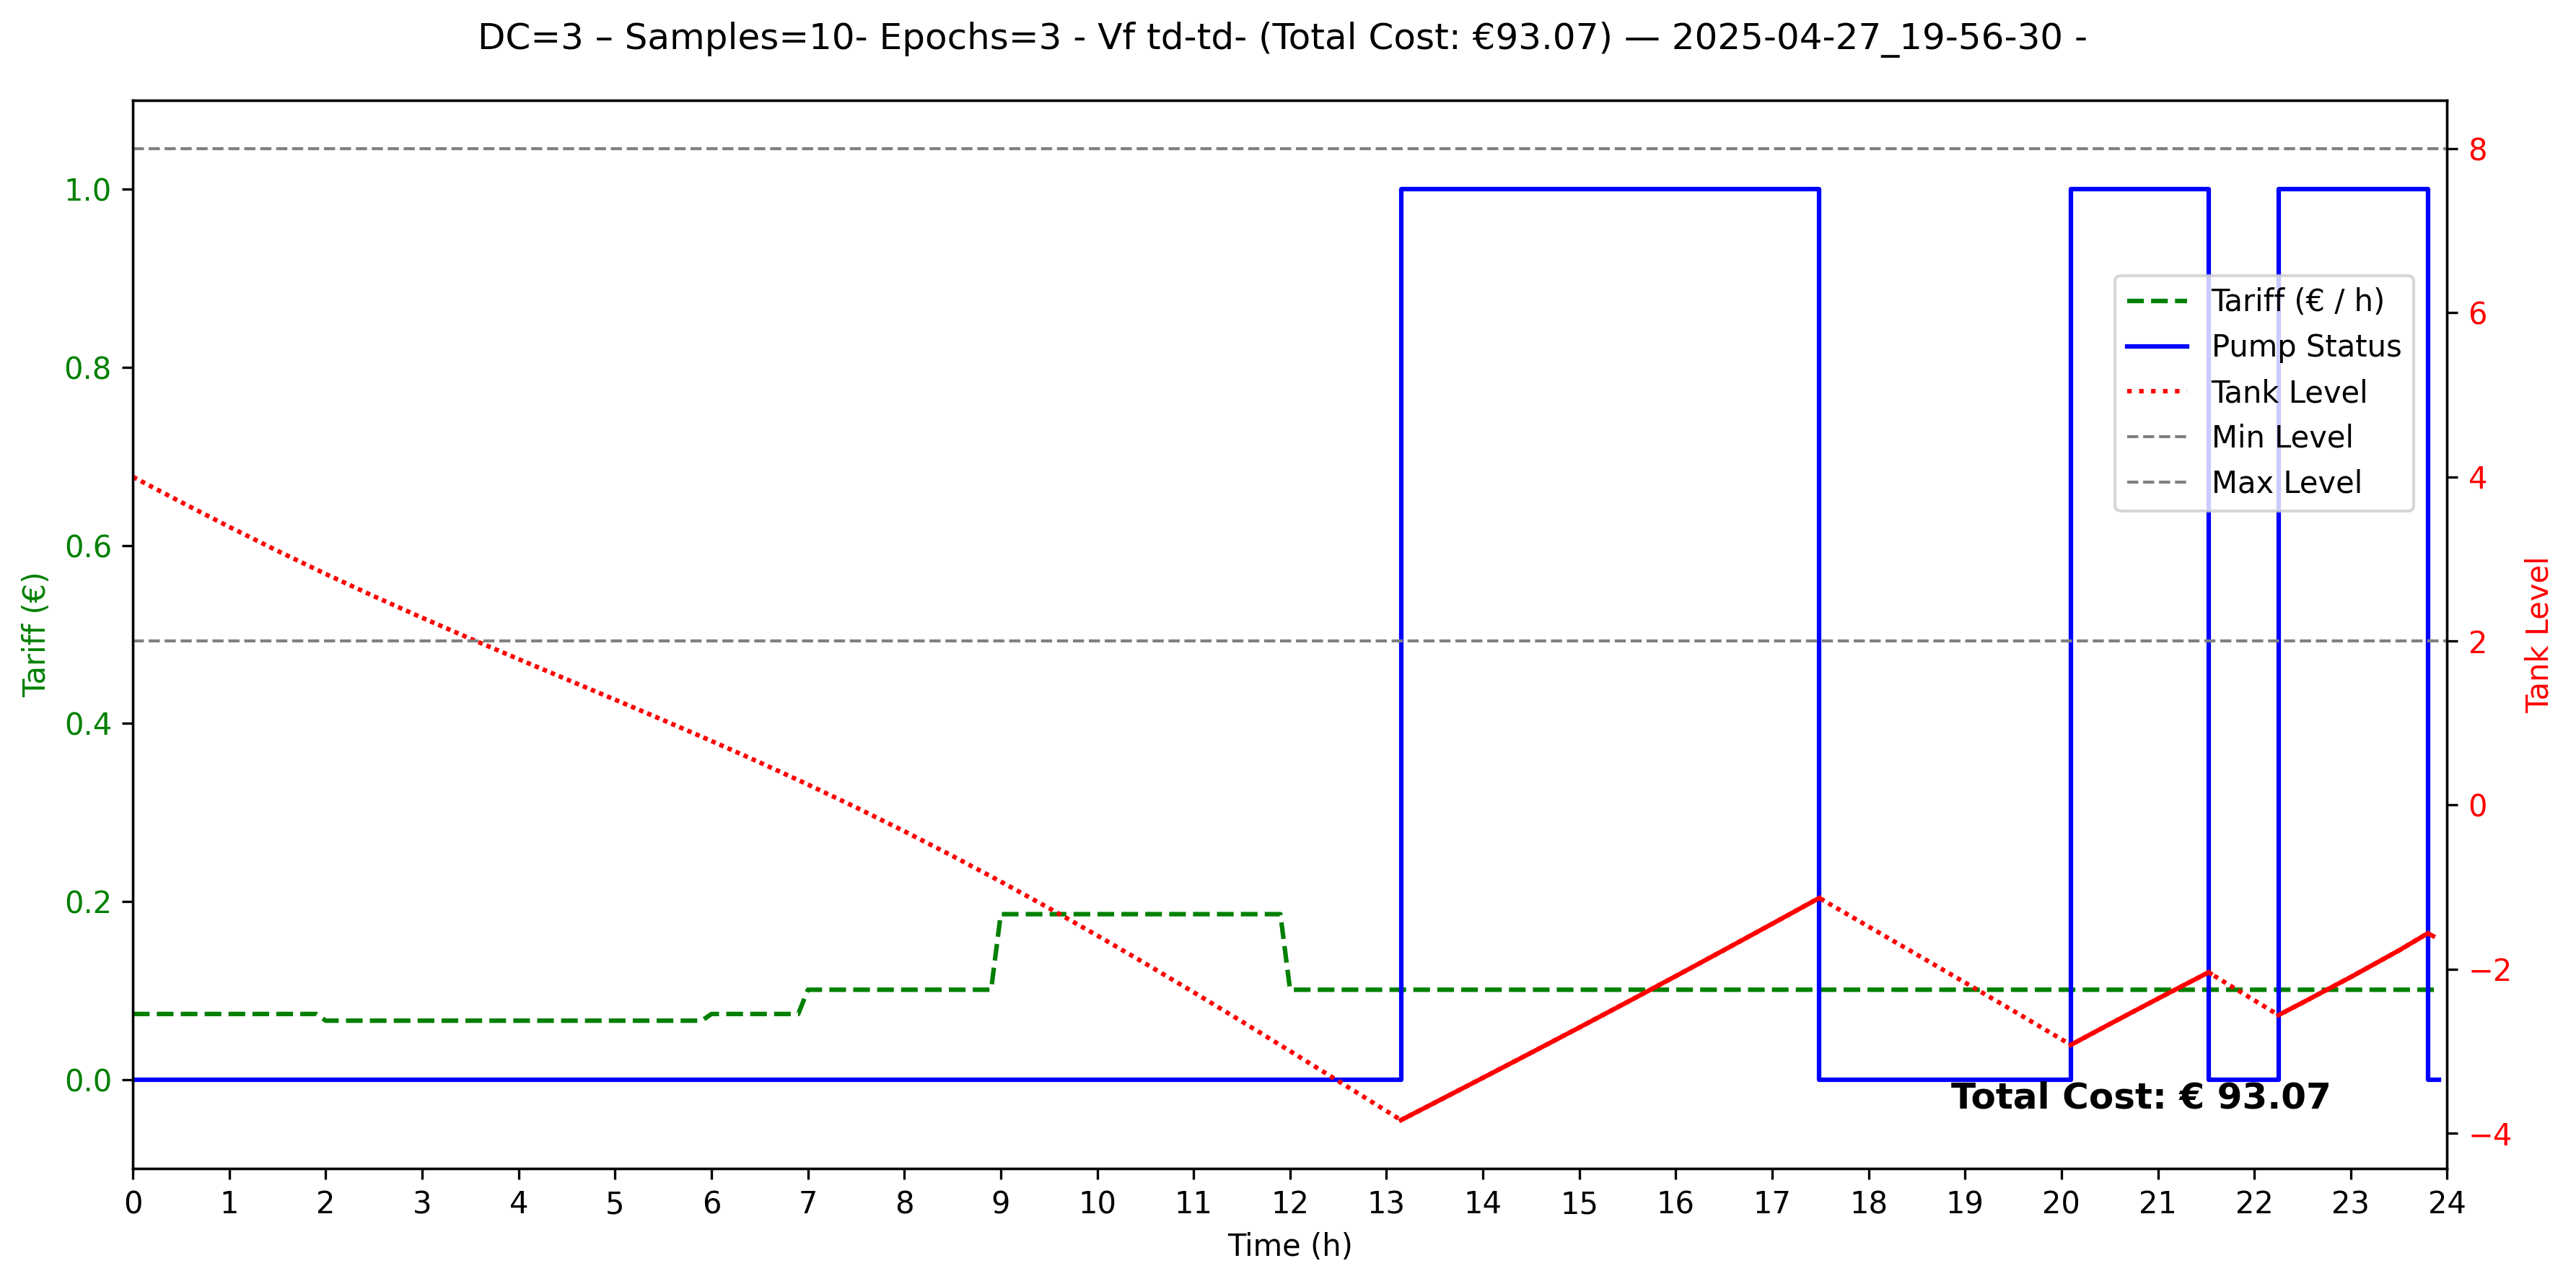 DC=3 – Samples=10- Epochs=3 - Vf td-td- (Total Cost: €93.07) — 2025-04-27_19-56-30 -
1.0
0.8
0.6
0.4
0.2
0.0
Tariff (€)
8
6
4
2
0
−2
−4
Tank Level
Tariff (€ / h)
Pump Status
Tank Level
Min Level
Max Level
Total Cost: € 93.07
0 1 2 3 4 5 6 7 8 9 10 11 12 13 14 15 16 17 18 19 20 21 22 23 24
Time (h)